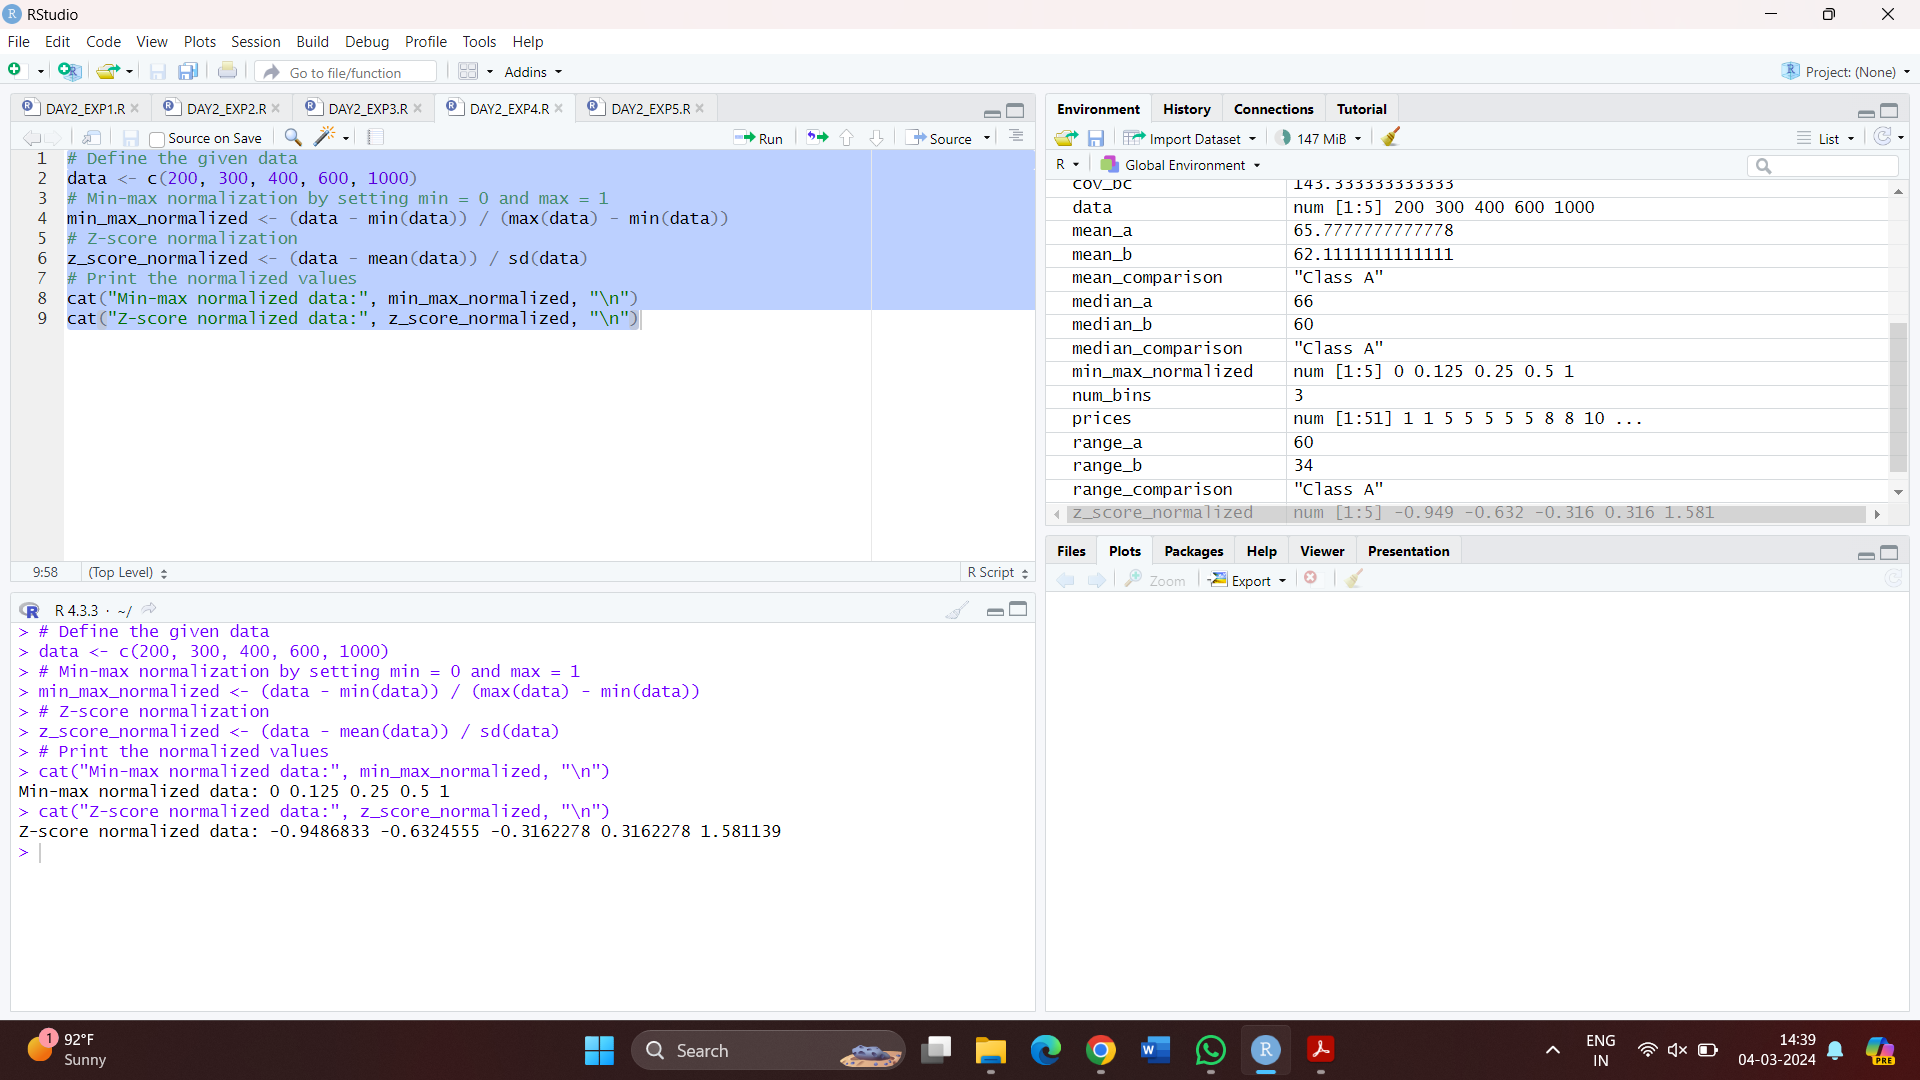 RStudio
File Edit Code View Plots Session Build Debug Profile Tools Help
Go to file/function Addins Project: (None)
DAY2_EXP1.R DAY2_EXP2.R DAY2_EXP3.R DAY2_EXP4.R DAY2_EXP5.R
Source on Save Run Source
1 # Define the given data
2 data <- c(200, 300, 400, 600, 1000)
3 # Min-max normalization by setting min = 0 and max = 1
4 min_max_normalized <- (data - min(data)) / (max(data) - min(data))
5 # Z-score normalization
6 z_score_normalized <- (data - mean(data)) / sd(data)
7 # Print the normalized values
8 cat("Min-max normalized data:", min_max_normalized, "\n")
9 cat("Z-score normalized data:", z_score_normalized, "\n")
9:58 (Top Level) R Script
R 4.3.3 · ~/
> # Define the given data
> data <- c(200, 300, 400, 600, 1000)
> # Min-max normalization by setting min = 0 and max = 1
> min_max_normalized <- (data - min(data)) / (max(data) - min(data))
> # Z-score normalization
> z_score_normalized <- (data - mean(data)) / sd(data)
> # Print the normalized values
> cat("Min-max normalized data:", min_max_normalized, "\n")
Min-max normalized data: 0 0.125 0.25 0.5 1
> cat("Z-score normalized data:", z_score_normalized, "\n")
Z-score normalized data: -0.9486833 -0.6324555 -0.3162278 0.3162278 1.581139
>
Environment History Connections Tutorial
Import Dataset 147 MiB List
R Global Environment
cov_bc 143.333333333333
data num [1:5] 200 300 400 600 1000
mean_a 65.7777777777778
mean_b 62.1111111111111
mean_comparison "Class A"
median_a 66
median_b 60
median_comparison "Class A"
min_max_normalized num [1:5] 0 0.125 0.25 0.5 1
num_bins 3
prices num [1:51] 1 1 5 5 5 5 5 8 8 10 ...
range_a 60
range_b 34
range_comparison "Class A"
z_score_normalized num [1:5] -0.949 -0.632 -0.316 0.316 1.581
Files Plots Packages Help Viewer Presentation
Zoom Export
1 92°F
Sunny
Search
ENG
IN
14:39
04-03-2024
PRE